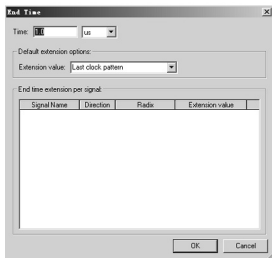 End Time
Time: 1.0 us
Default extension options:
Extension value: Last clock pattern
End time extension per signal:
Signal Name Direction Radix Extension value
OK Cancel